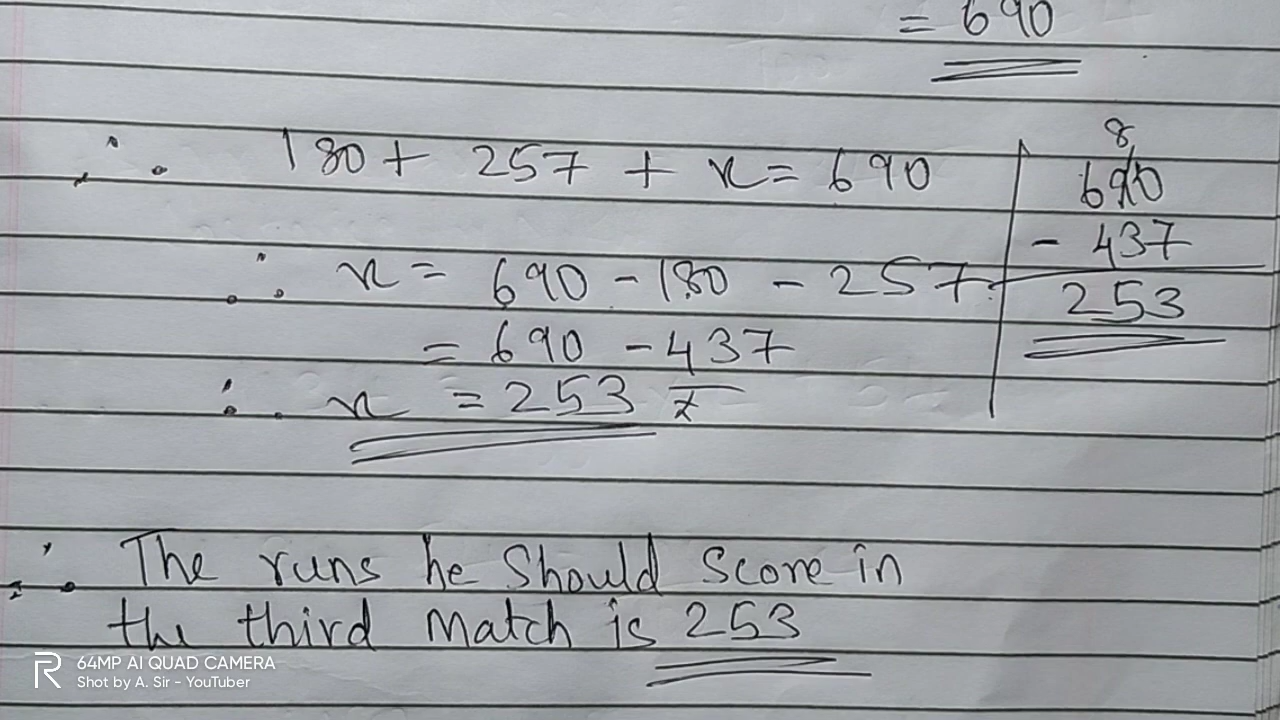 = 690
∴ 180 + 257 + x = 690
∴ x = 690 - 180 - 257
= 690 - 437
∴ x = 253
8
690
- 437
253
∴ The runs he Should Score in
the third Match is 253
64MP AI QUAD CAMERA
Shot by A. Sir - YouTuber